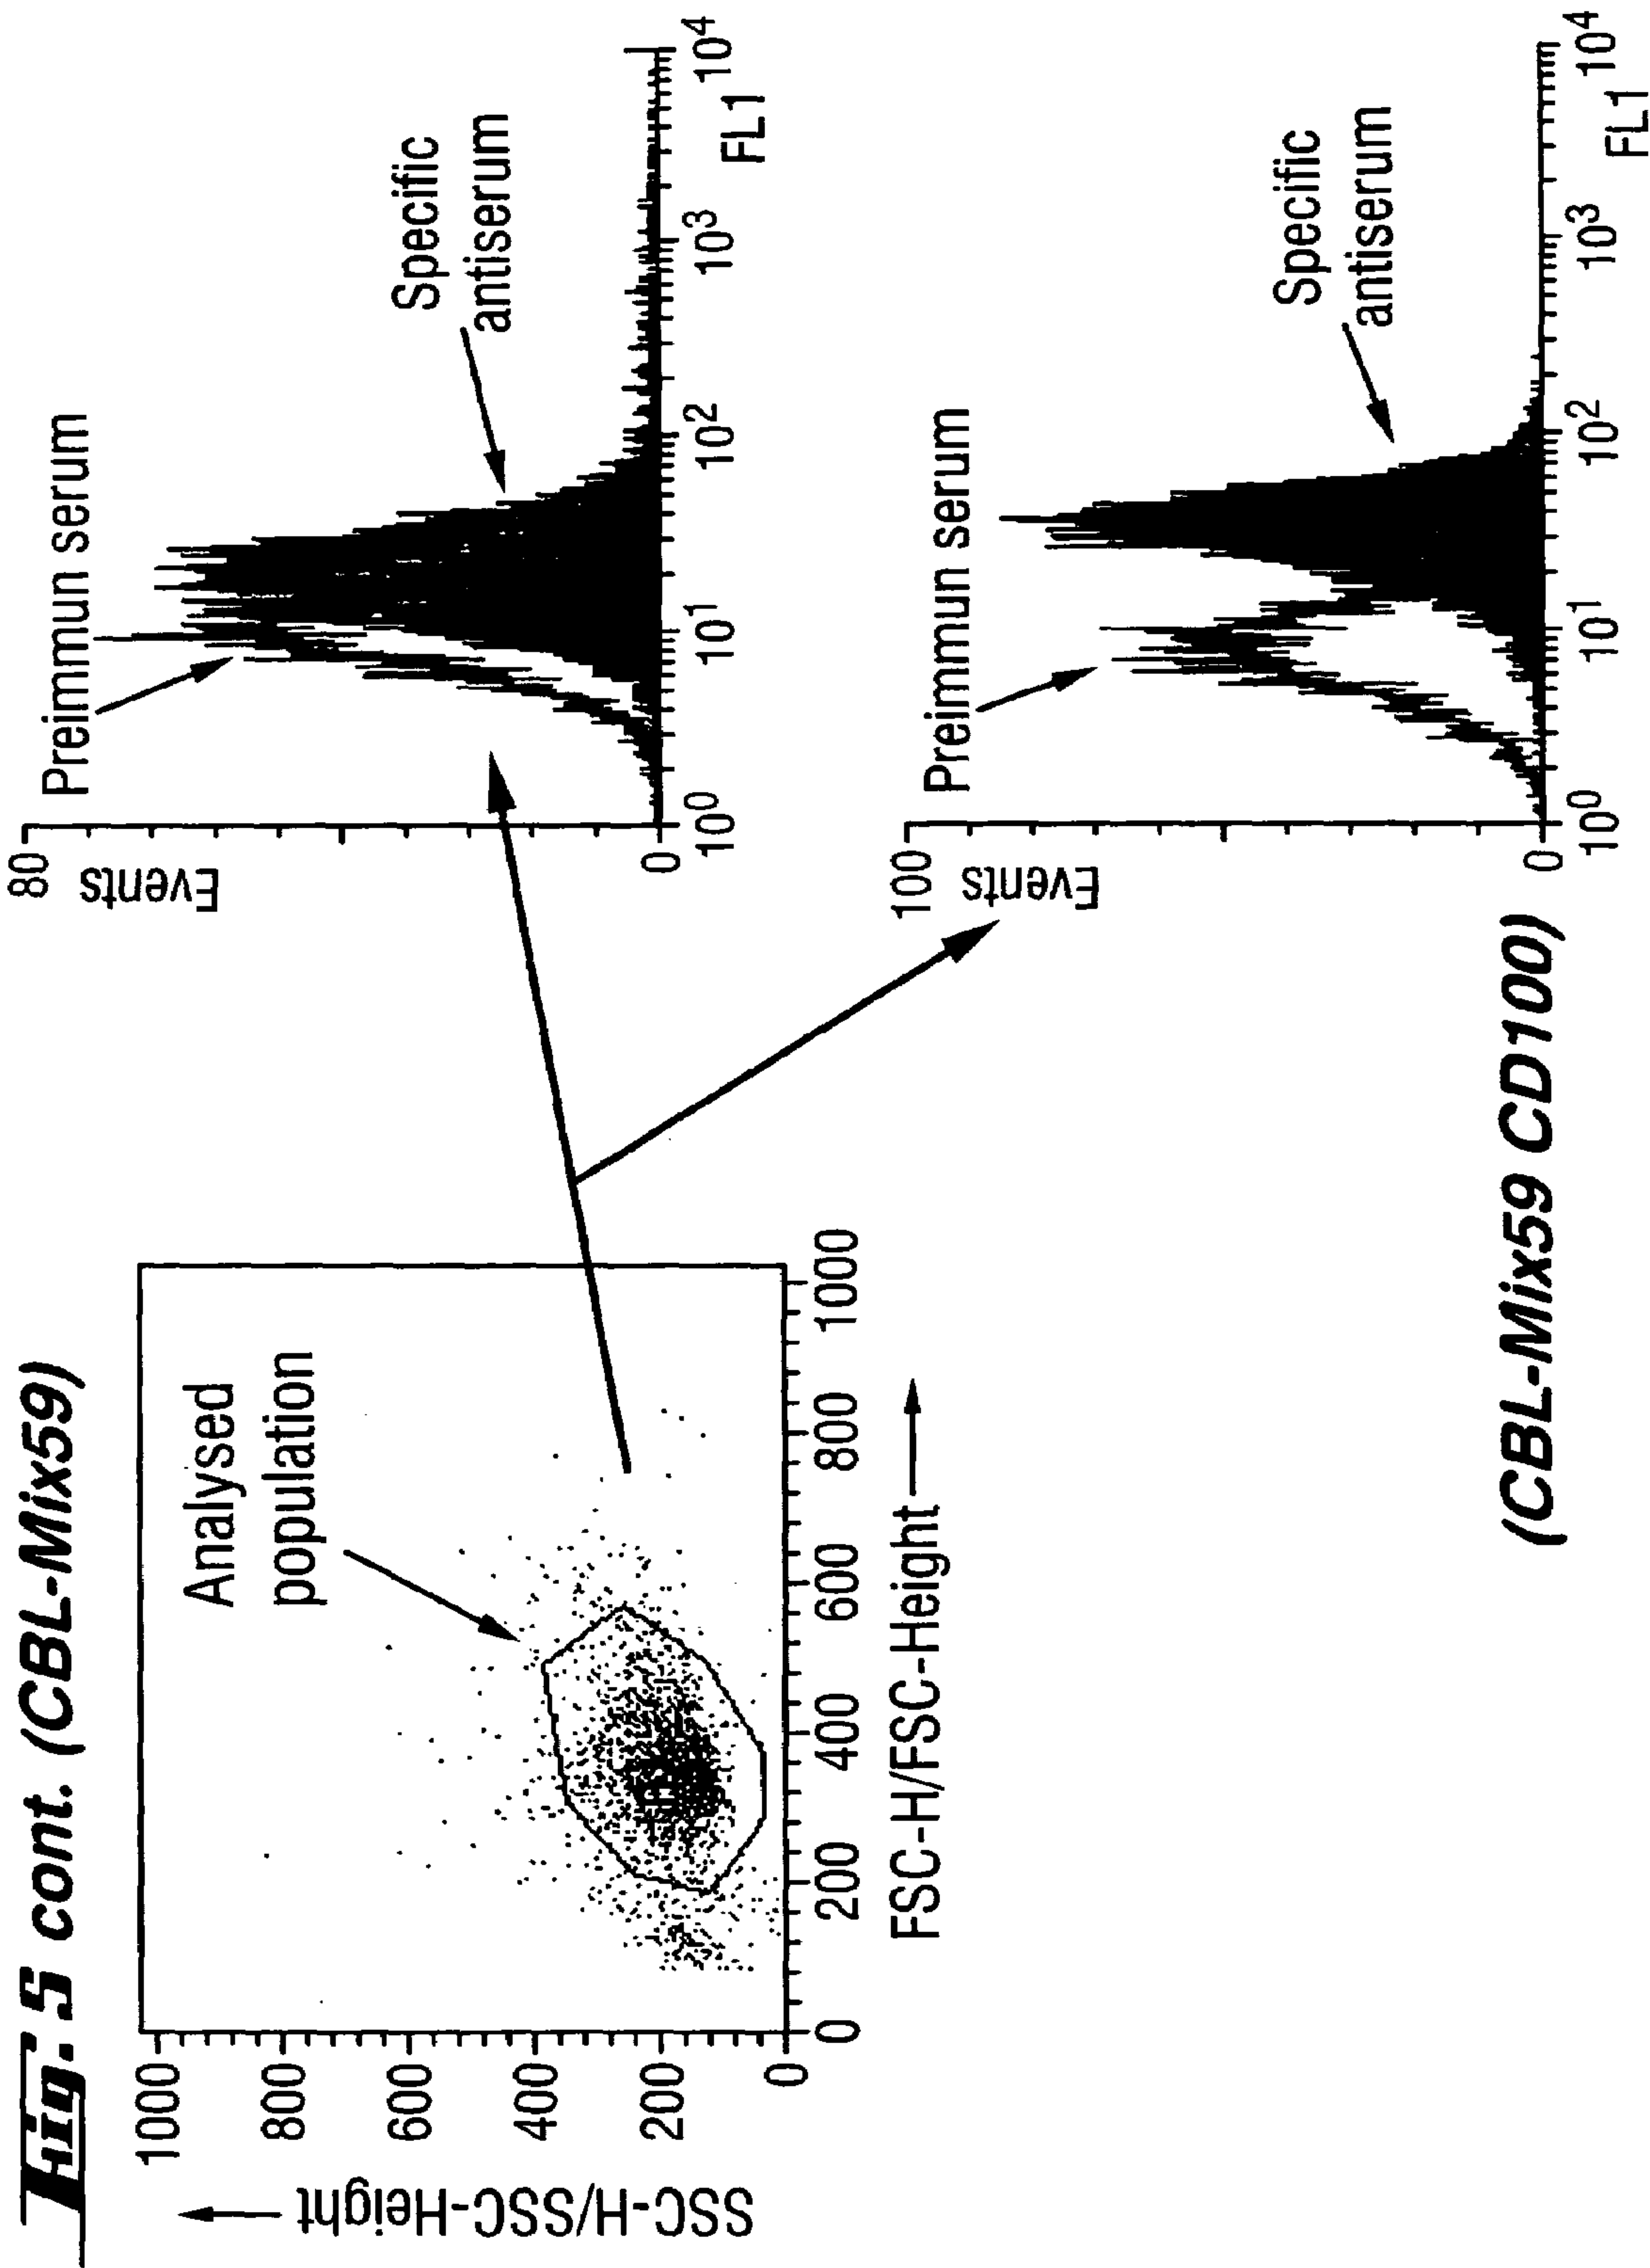 Fig. 5 cont. (CBL-Mix59)
SSC-H/SSC-Height
1000
800
600
400
200
0
Analysed
population
0 200 400 600 800 1000
FSC-H/FSC-Height
80
Events
0
Preimmun serum
Specific
antiserum
10^0 10^1 10^2 10^3 10^4
FL1
100
Events
0
Preimmun serum
Specific
antiserum
10^0 10^1 10^2 10^3 10^4
FL1
(CBL-Mix59 CD100)